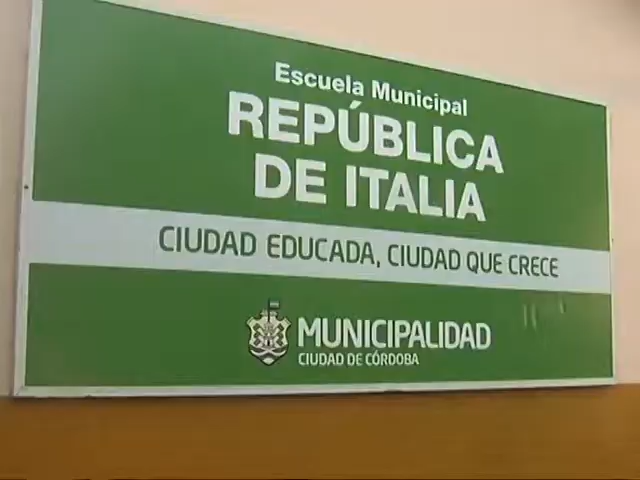 Escuela Municipal
REPÚBLICA
DE ITALIA
CIUDAD EDUCADA, CIUDAD QUE CRECE
MUNICIPALIDAD
CIUDAD DE CÓRDOBA